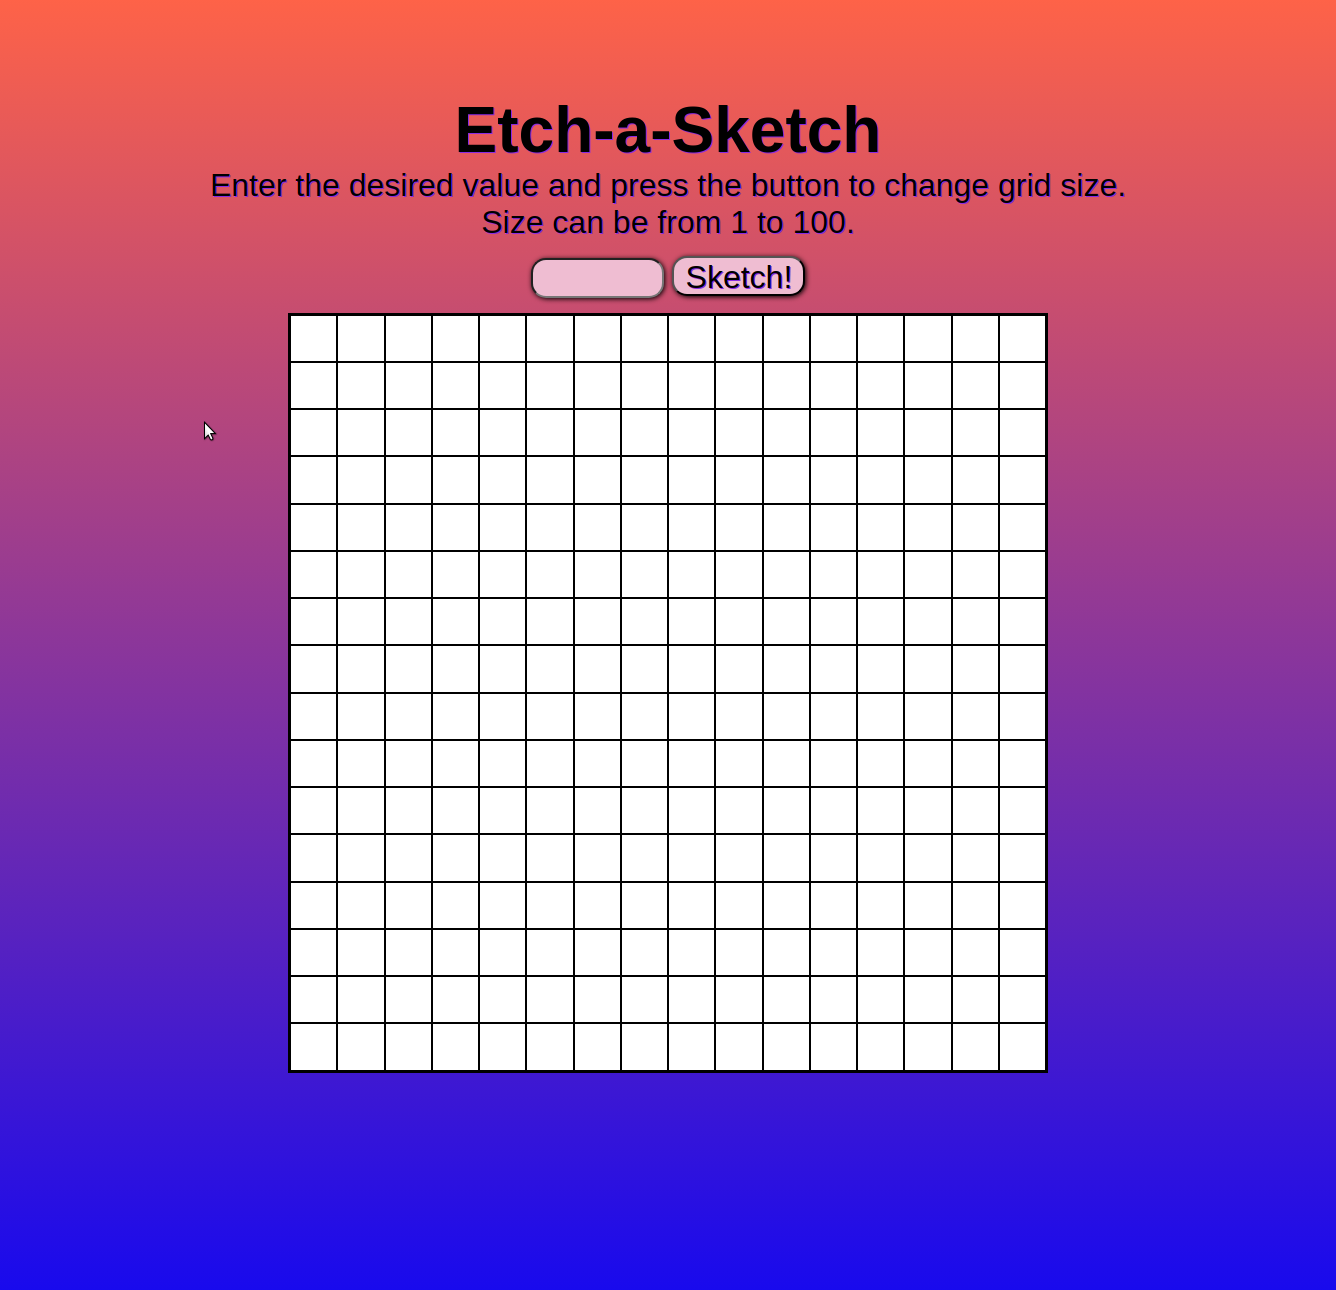 Etch-a-Sketch
Enter the desired value and press the button to change grid size.
Size can be from 1 to 100.
Sketch!